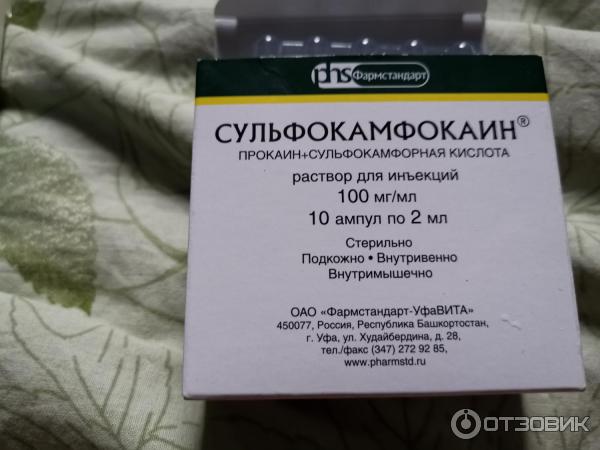 phs Фармстандарт
СУЛЬФОКАМФОКАИН®
ПРОКАИН+СУЛЬФОКАМФОРНАЯ КИСЛОТА
раствор для инъекций
100 мг/мл
10 ампул по 2 мл
Стерильно
Подкожно • Внутривенно
Внутримышечно
ОАО «Фармстандарт-УфаВИТА»
450077, Россия, Республика Башкортостан,
г. Уфа, ул. Худайбердина, д. 28,
тел./факс (347) 272 92 85,
www.pharmstd.ru
ОТЗОВИК